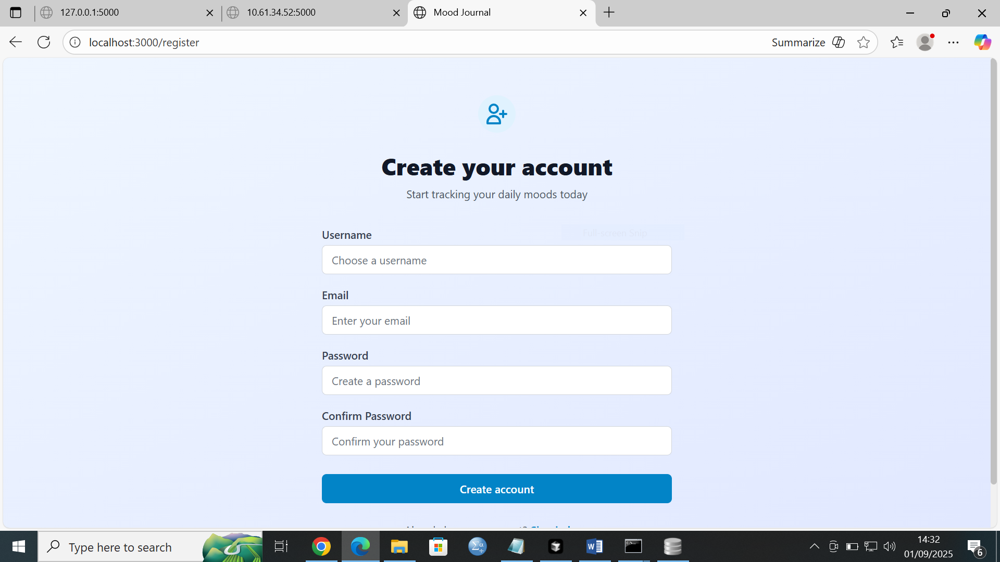 127.0.0.1:5000
10.61.34.52:5000
Mood Journal
localhost:3000/register
Summarize
Create your account
Start tracking your daily moods today
Full-screen Snip
Username
Choose a username
Email
Enter your email
Password
Create a password
Confirm Password
Confirm your password
Create account
Type here to search
14:32
01/09/2025
6